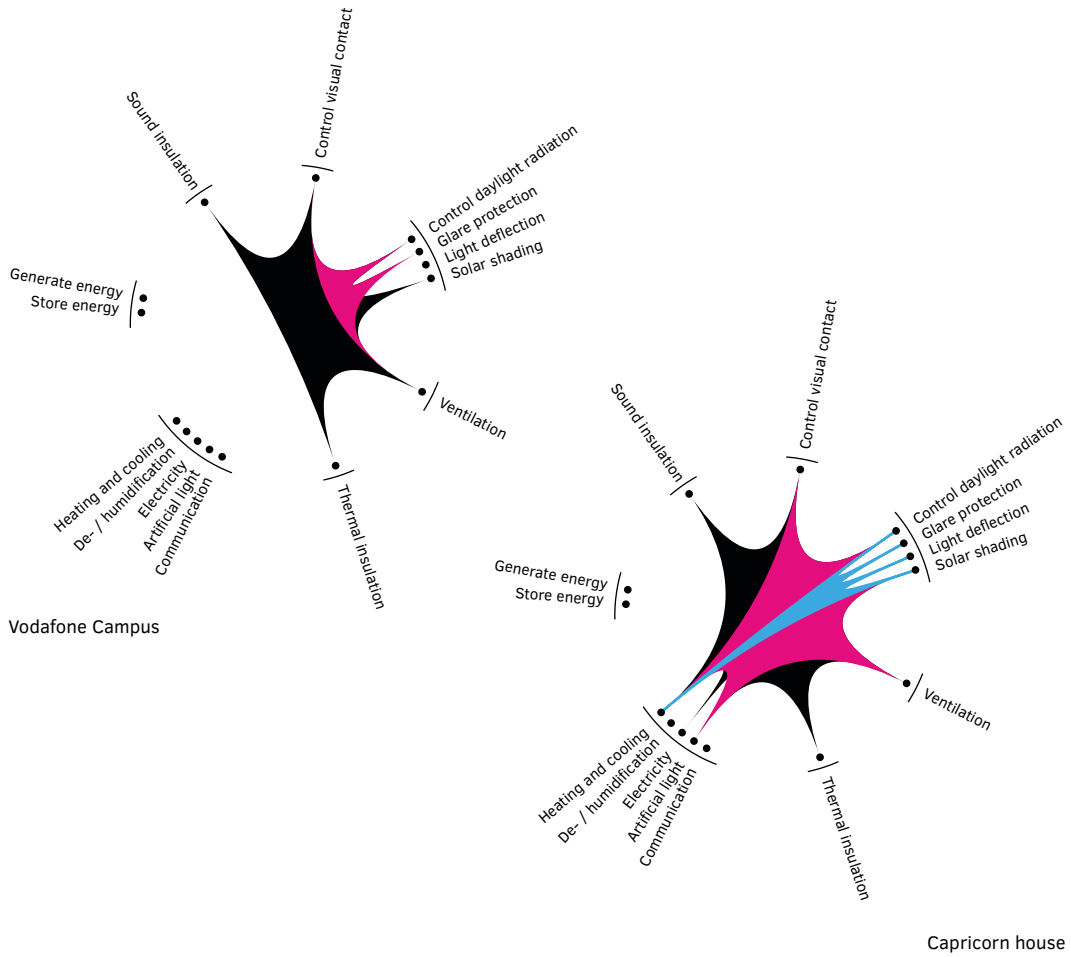 Control visual contact
Sound insulation
Control daylight radiation
Glare protection
Light deflection
Solar shading
Generate energy
Store energy
Ventilation
Heating and cooling
De- / humidification
Electricity
Artificial light
Communication
Thermal insulation
Vodafone Campus
Control visual contact
Sound insulation
Control daylight radiation
Glare protection
Light deflection
Solar shading
Generate energy
Store energy
Ventilation
Heating and cooling
De- / humidification
Electricity
Artificial light
Communication
Thermal insulation
Capricorn house